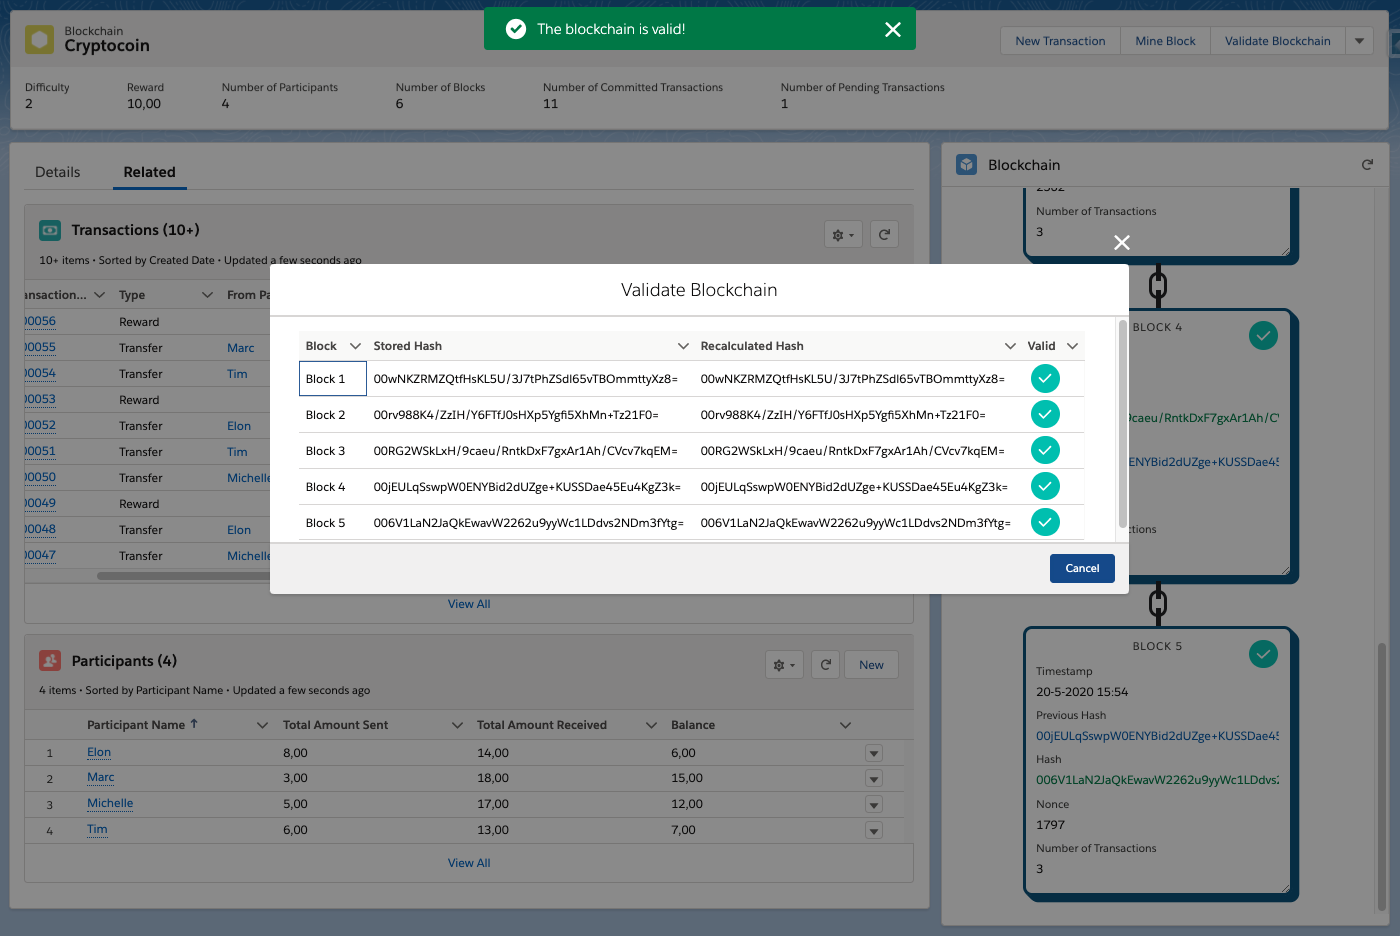 The blockchain is valid!
Blockchain
Cryptocoin
New Transaction
Mine Block
Validate Blockchain
Difficulty
2
Reward
10,00
Number of Participants
4
Number of Blocks
6
Number of Committed Transactions
11
Number of Pending Transactions
1
Details
Related
Transactions (10+)
10+ items • Sorted by Created Date • Updated a few seconds ago
ansaction... Type From Pa
00056 Reward
00055 Transfer Marc
00054 Transfer Tim
00053 Reward
00052 Transfer Elon
00051 Transfer Tim
00050 Transfer Michelle
00049 Reward
00048 Transfer Elon
00047 Transfer Michelle
View All
Participants (4)
New
4 items • Sorted by Participant Name • Updated a few seconds ago
Participant Name Total Amount Sent Total Amount Received Balance
1 Elon 8,00 14,00 6,00
2 Marc 3,00 18,00 15,00
3 Michelle 5,00 17,00 12,00
4 Tim 6,00 13,00 7,00
View All
Validate Blockchain
Block Stored Hash Recalculated Hash Valid
Block 1 00wNKZRMZQtfHsKL5U/3J7tPhZSdI65vTBOmmttyXz8= 00wNKZRMZQtfHsKL5U/3J7tPhZSdI65vTBOmmttyXz8=
Block 2 00rv988K4/ZzIH/Y6FTfJ0sHXp5Ygfi5XhMn+Tz21F0= 00rv988K4/ZzIH/Y6FTfJ0sHXp5Ygfi5XhMn+Tz21F0=
Block 3 00RG2WSkLxH/9caeu/RntkDxF7gxAr1Ah/CVcv7kqEM= 00RG2WSkLxH/9caeu/RntkDxF7gxAr1Ah/CVcv7kqEM=
Block 4 00jEULqSswpW0ENYBid2dUZge+KUSSDae45Eu4KgZ3k= 00jEULqSswpW0ENYBid2dUZge+KUSSDae45Eu4KgZ3k=
Block 5 006V1LaN2JaQkEwavW2262u9yyWc1LDdvs2NDm3fYtg= 006V1LaN2JaQkEwavW2262u9yyWc1LDdvs2NDm3fYtg=
Cancel
Blockchain
Number of Transactions
3
BLOCK 4
9caeu/RntkDxF7gxAr1Ah/CV
ENYBid2dUZge+KUSSDae45
ctions
BLOCK 5
Timestamp
20-5-2020 15:54
Previous Hash
00jEULqSswpW0ENYBid2dUZge+KUSSDae45
Hash
006V1LaN2JaQkEwavW2262u9yyWc1LDdvs2
Nonce
1797
Number of Transactions
3